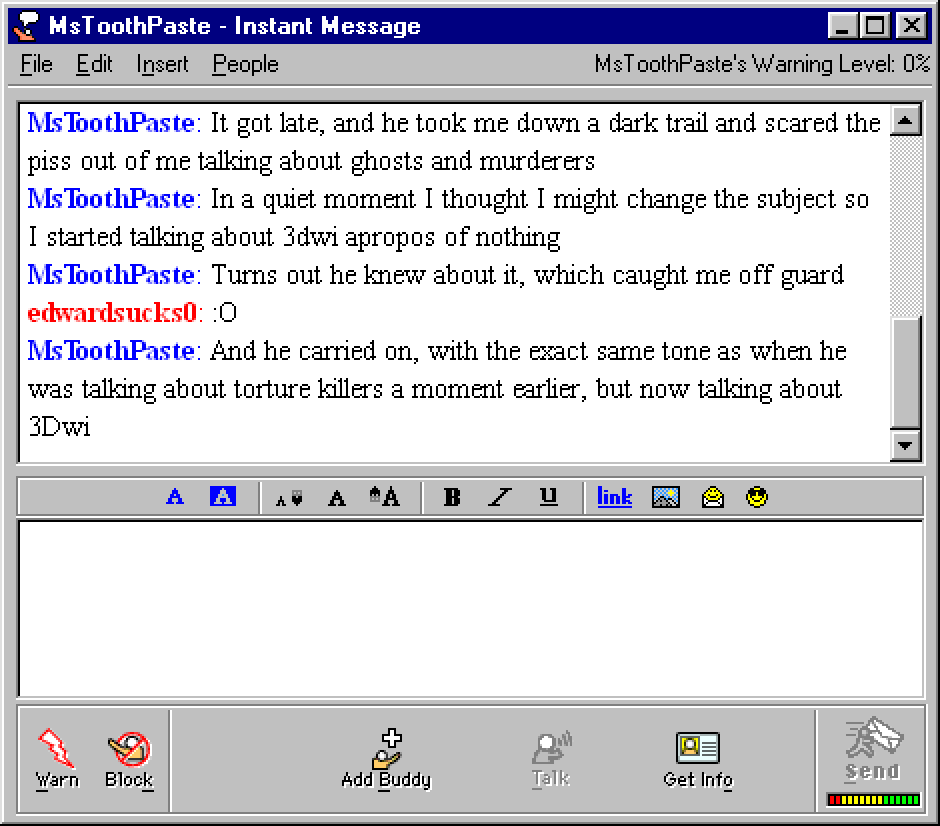 MsToothPaste - Instant Message
File Edit Insert People MsToothPaste's Warning Level: 0%
MsToothPaste: It got late, and he took me down a dark trail and scared the
piss out of me talking about ghosts and murderers
MsToothPaste: In a quiet moment I thought I might change the subject so
I started talking about 3dwi apropos of nothing
MsToothPaste: Turns out he knew about it, which caught me off guard
edwardsucks0: :O
MsToothPaste: And he carried on, with the exact same tone as when he
was talking about torture killers a moment earlier, but now talking about
3Dwi
A A A A A B I U link
Warn Block Add Buddy Talk Get Info Send